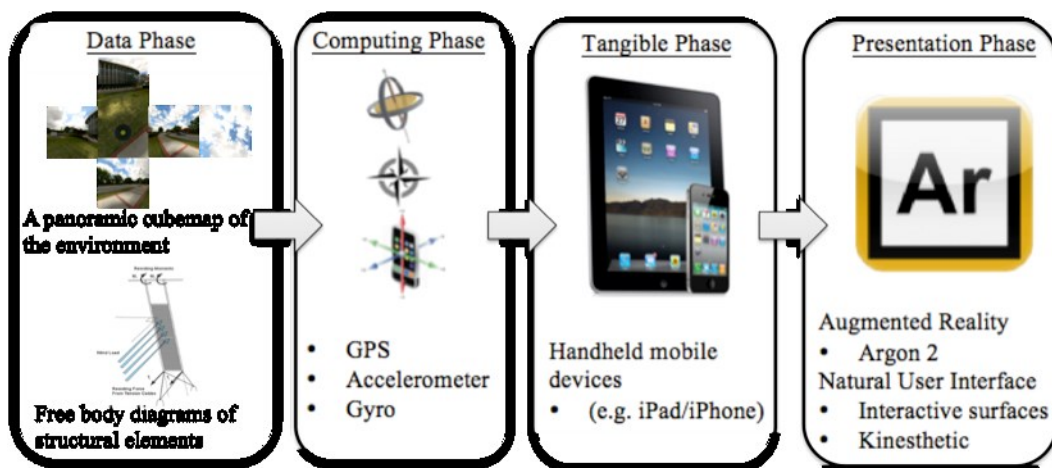 Data Phase
A panoramic cubemap of
the environment
Wind Load
Free body diagrams of
structural elements
Computing Phase
• GPS
• Accelerometer
• Gyro
Tangible Phase
Handheld mobile
devices
• (e.g. iPad/iPhone)
Presentation Phase
Ar
Augmented Reality
• Argon 2
Natural User Interface
• Interactive surfaces
• Kinesthetic